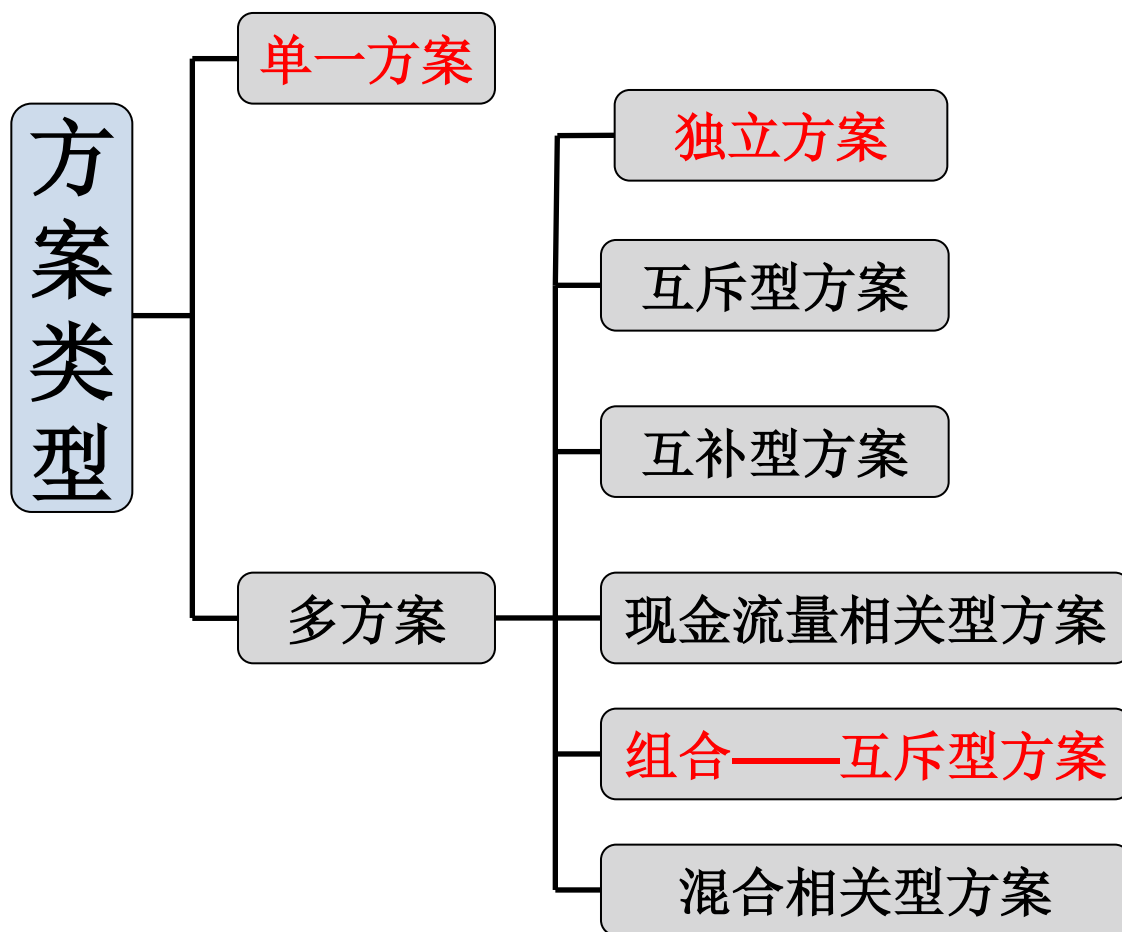 方案类型
单一方案
独立方案
互斥型方案
互补型方案
多方案
现金流量相关型方案
组合——互斥型方案
混合相关型方案